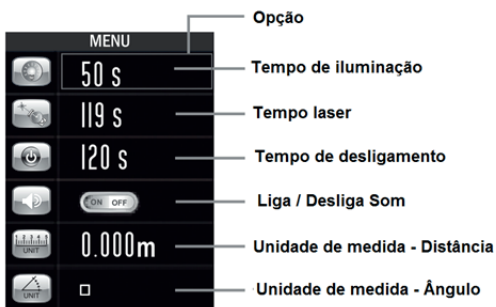 Opção
MENU
50 s
Tempo de iluminação
119 s
Tempo laser
120 s
Tempo de desligamento
ON OFF
Liga / Desliga Som
UNIT
0.000m
Unidade de medida - Distância
UNIT
Unidade de medida - Ângulo